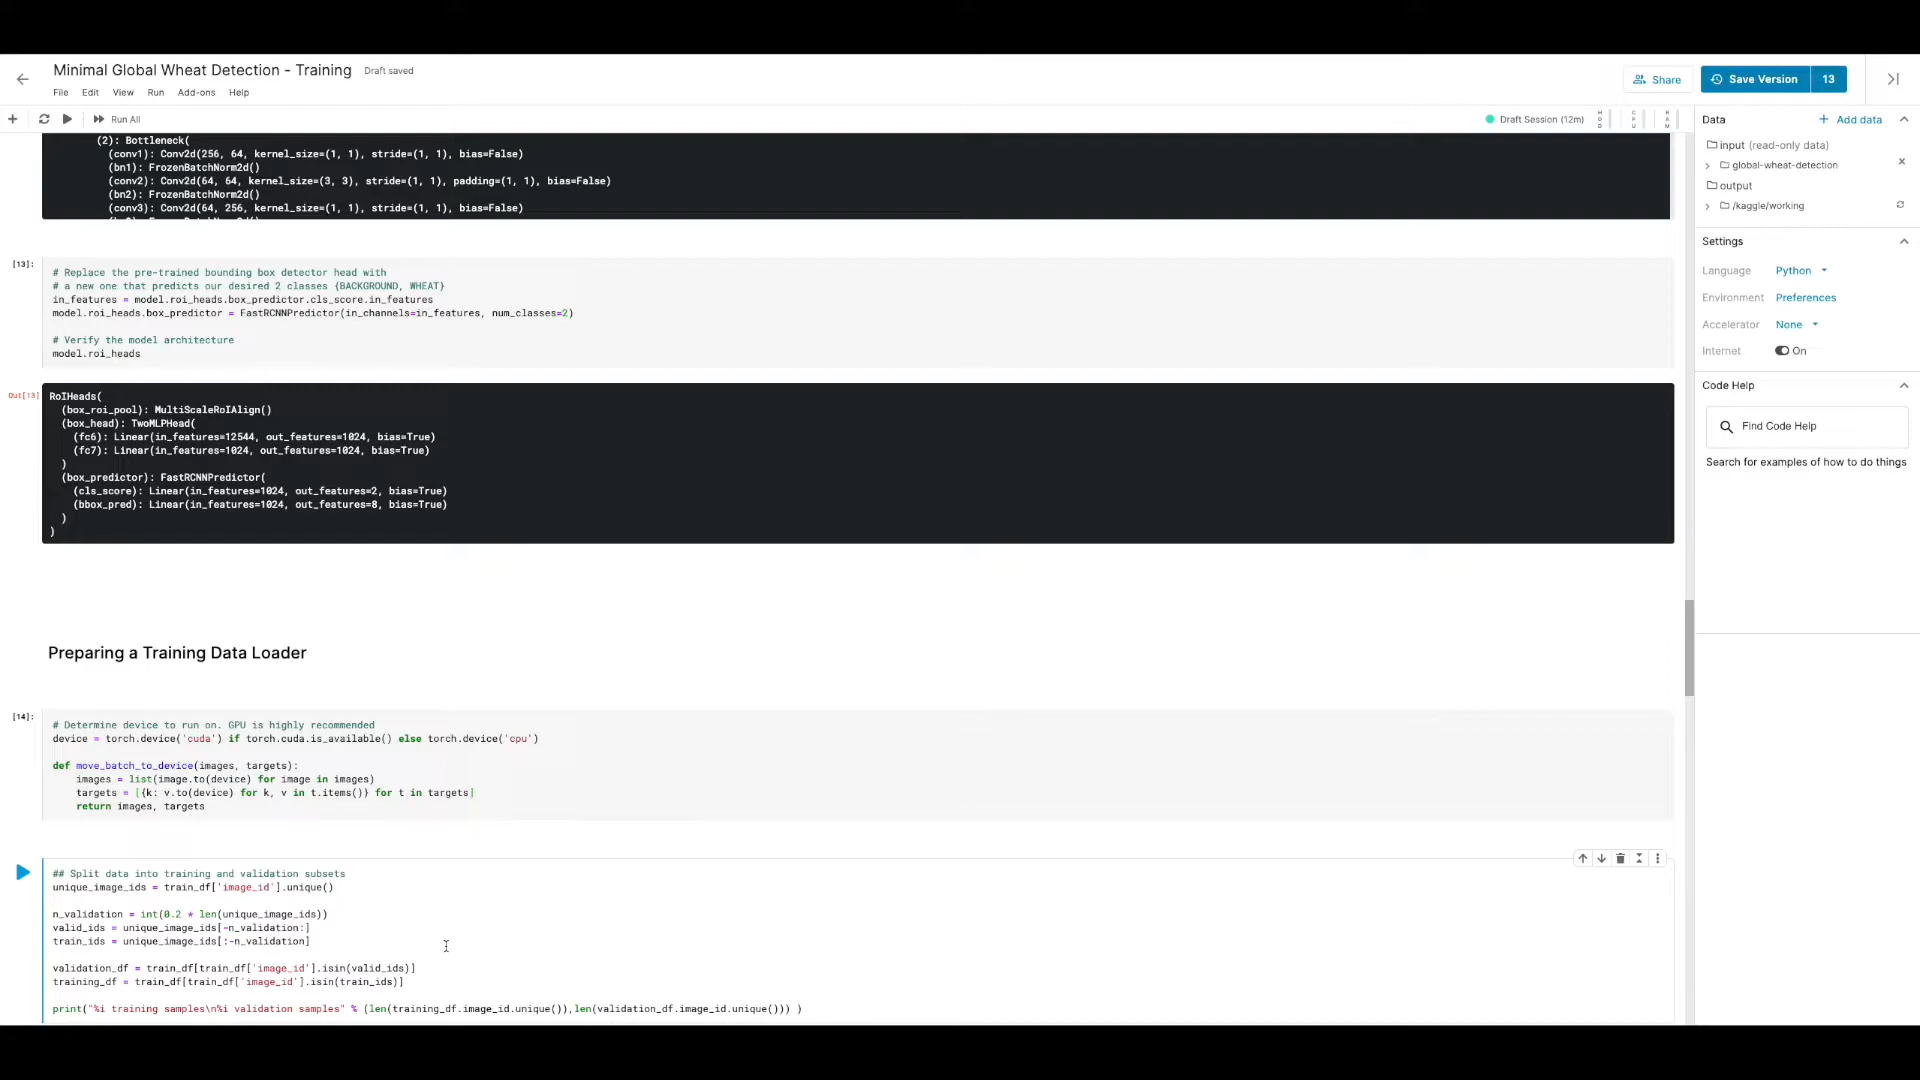 Minimal Global Wheat Detection - Training Draft saved
File Edit View Run Add-ons Help
Share
Save Version 13
Run All
Draft Session (12m)
(2): Bottleneck(
(conv1): Conv2d(256, 64, kernel_size=(1, 1), stride=(1, 1), bias=False)
(bn1): FrozenBatchNorm2d()
(conv2): Conv2d(64, 64, kernel_size=(3, 3), stride=(1, 1), padding=(1, 1), bias=False)
(bn2): FrozenBatchNorm2d()
(conv3): Conv2d(64, 256, kernel_size=(1, 1), stride=(1, 1), bias=False)
[13]:
# Replace the pre-trained bounding box detector head with
# a new one that predicts our desired 2 classes {BACKGROUND, WHEAT}
in_features = model.roi_heads.box_predictor.cls_score.in_features
model.roi_heads.box_predictor = FastRCNNPredictor(in_channels=in_features, num_classes=2)
# Verify the model architecture
model.roi_heads
Out[13]
RoIHeads(
(box_roi_pool): MultiScaleRoIAlign()
(box_head): TwoMLPHead(
(fc6): Linear(in_features=12544, out_features=1024, bias=True)
(fc7): Linear(in_features=1024, out_features=1024, bias=True)
)
(box_predictor): FastRCNNPredictor(
(cls_score): Linear(in_features=1024, out_features=2, bias=True)
(bbox_pred): Linear(in_features=1024, out_features=8, bias=True)
)
)
Preparing a Training Data Loader
[14]:
# Determine device to run on. GPU is highly recommended
device = torch.device('cuda') if torch.cuda.is_available() else torch.device('cpu')
def move_batch_to_device(images, targets):
images = list(image.to(device) for image in images)
targets = [{k: v.to(device) for k, v in t.items()} for t in targets]
return images, targets
## Split data into training and validation subsets
unique_image_ids = train_df['image_id'].unique()
n_validation = int(0.2 * len(unique_image_ids))
valid_ids = unique_image_ids[-n_validation:]
train_ids = unique_image_ids[:-n_validation]
validation_df = train_df[train_df['image_id'].isin(valid_ids)]
training_df = train_df[train_df['image_id'].isin(train_ids)]
print("%i training samples\n%i validation samples" % (len(training_df.image_id.unique()),len(validation_df.image_id.unique())) )
Data
+ Add data
input (read-only data)
global-wheat-detection
output
/kaggle/working
Settings
Language Python
Environment Preferences
Accelerator None
Internet On
Code Help
Find Code Help
Search for examples of how to do things